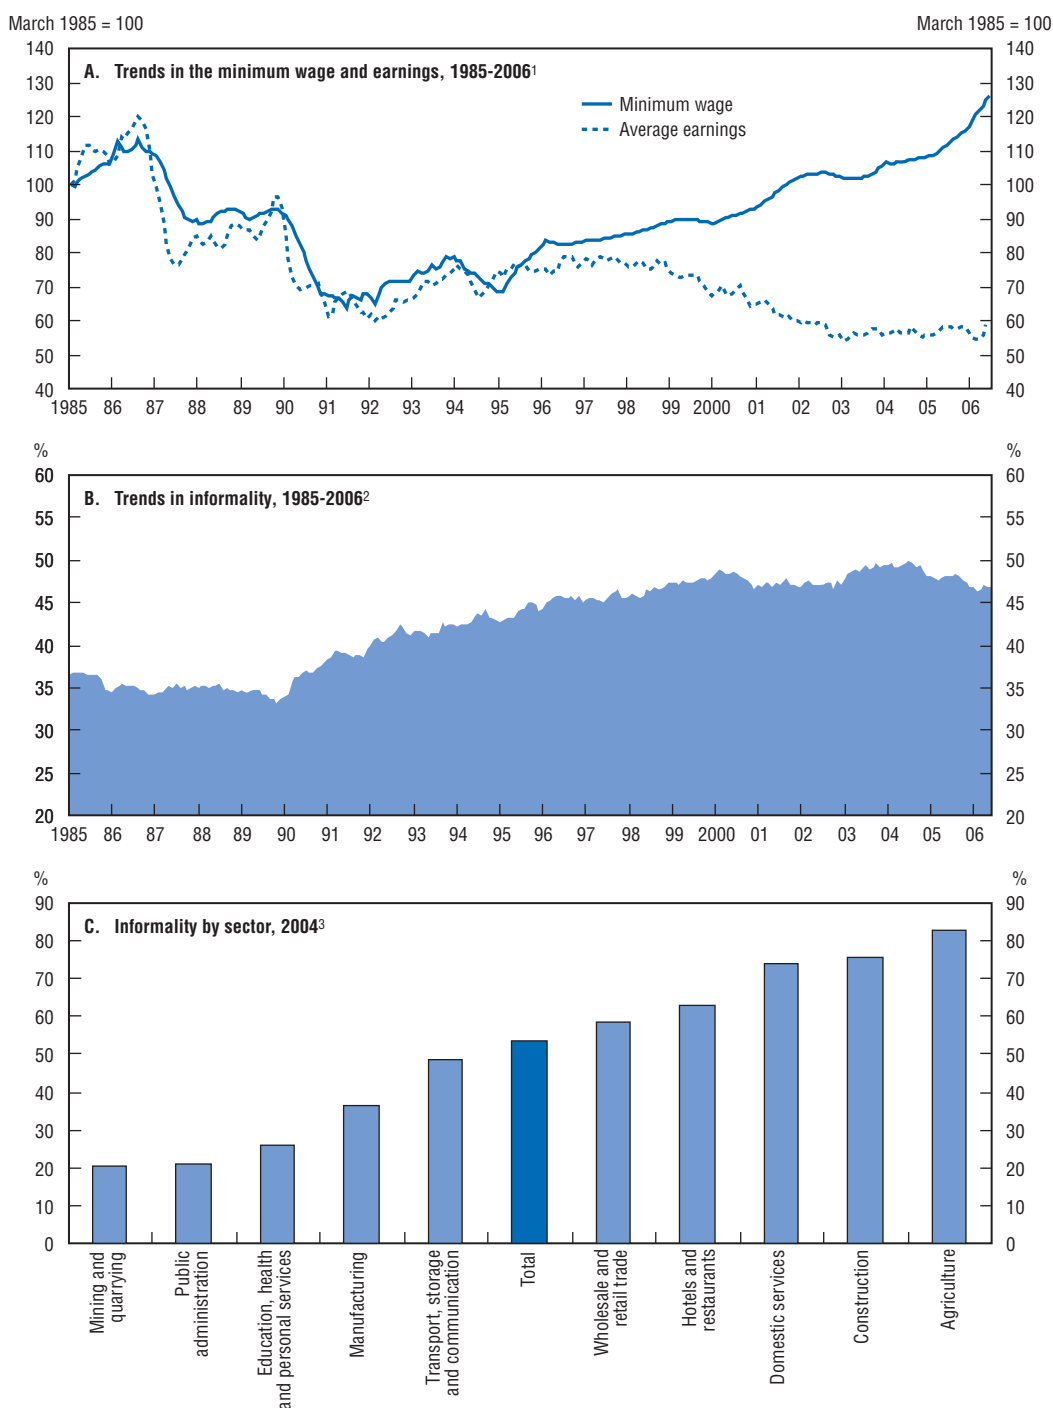 March 1985 = 100
March 1985 = 100
140
140
A. Trends in the minimum wage and earnings, 1985-2006¹
130
130
Minimum wage
120
120
Average earnings
110
110
100
100
90
90
80
80
70
70
60
60
50
50
40
40
1985 86 87 88 89 90 91 92 93 94 95 96 97 98 99 2000 01 02 03 04 05 06
%
%
60
60
B. Trends in informality, 1985-2006²
55
55
50
50
45
45
40
40
35
35
30
30
25
25
20
20
1985 86 87 88 89 90 91 92 93 94 95 96 97 98 99 2000 01 02 03 04 05 06
%
%
90
90
C. Informality by sector, 2004³
80
80
70
70
60
60
50
50
40
40
30
30
20
20
10
10
0
0
Mining and
quarrying
Public
administration
Education, health
and personal services
Manufacturing
Transport, storage
and communication
Total
Wholesale and
retail trade
Hotels and
restaurants
Domestic services
Construction
Agriculture